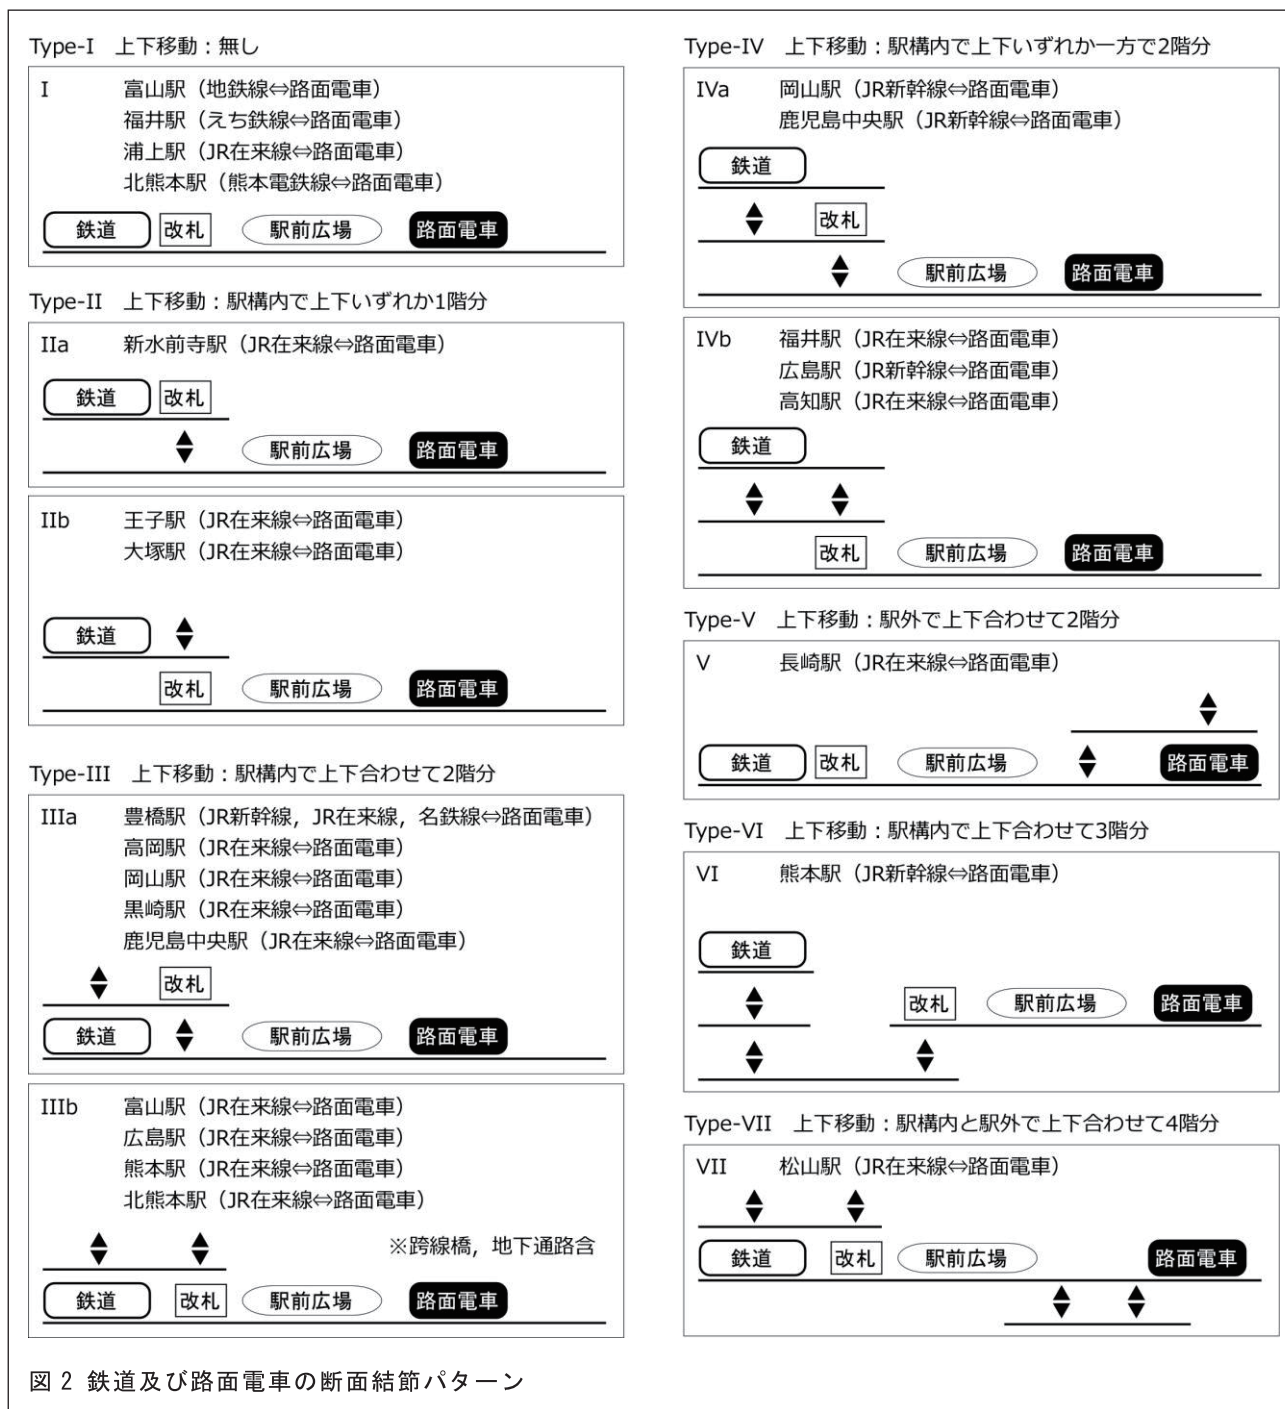 Type-I 上下移動：無し
I 富山駅（地鉄線⇔路面電車）
福井駅（えち鉄線⇔路面電車）
浦上駅（JR在来線⇔路面電車）
北熊本駅（熊本電鉄線⇔路面電車）
鉄道 改札 駅前広場 路面電車
Type-II 上下移動：駅構内で上下いずれか1階分
IIa 新水前寺駅（JR在来線⇔路面電車）
鉄道 改札
駅前広場 路面電車
IIb 王子駅（JR在来線⇔路面電車）
大塚駅（JR在来線⇔路面電車）
鉄道
改札 駅前広場 路面電車
Type-III 上下移動：駅構内で上下合わせて2階分
IIIa 豊橋駅（JR新幹線，JR在来線，名鉄線⇔路面電車）
高岡駅（JR在来線⇔路面電車）
岡山駅（JR在来線⇔路面電車）
黒崎駅（JR在来線⇔路面電車）
鹿児島中央駅（JR在来線⇔路面電車）
改札
鉄道 駅前広場 路面電車
IIIb 富山駅（JR在来線⇔路面電車）
広島駅（JR在来線⇔路面電車）
熊本駅（JR在来線⇔路面電車）
北熊本駅（JR在来線⇔路面電車）
※跨線橋，地下通路含
鉄道 改札 駅前広場 路面電車
Type-IV 上下移動：駅構内で上下いずれか一方で2階分
IVa 岡山駅（JR新幹線⇔路面電車）
鹿児島中央駅（JR新幹線⇔路面電車）
鉄道
改札
駅前広場 路面電車
IVb 福井駅（JR在来線⇔路面電車）
広島駅（JR新幹線⇔路面電車）
高知駅（JR在来線⇔路面電車）
鉄道
改札 駅前広場 路面電車
Type-V 上下移動：駅外で上下合わせて2階分
V 長崎駅（JR在来線⇔路面電車）
鉄道 改札 駅前広場 路面電車
Type-VI 上下移動：駅構内で上下合わせて3階分
VI 熊本駅（JR新幹線⇔路面電車）
鉄道
改札 駅前広場 路面電車
Type-VII 上下移動：駅構内と駅外で上下合わせて4階分
VII 松山駅（JR在来線⇔路面電車）
鉄道 改札 駅前広場 路面電車
図2 鉄道及び路面電車の断面結節パターン